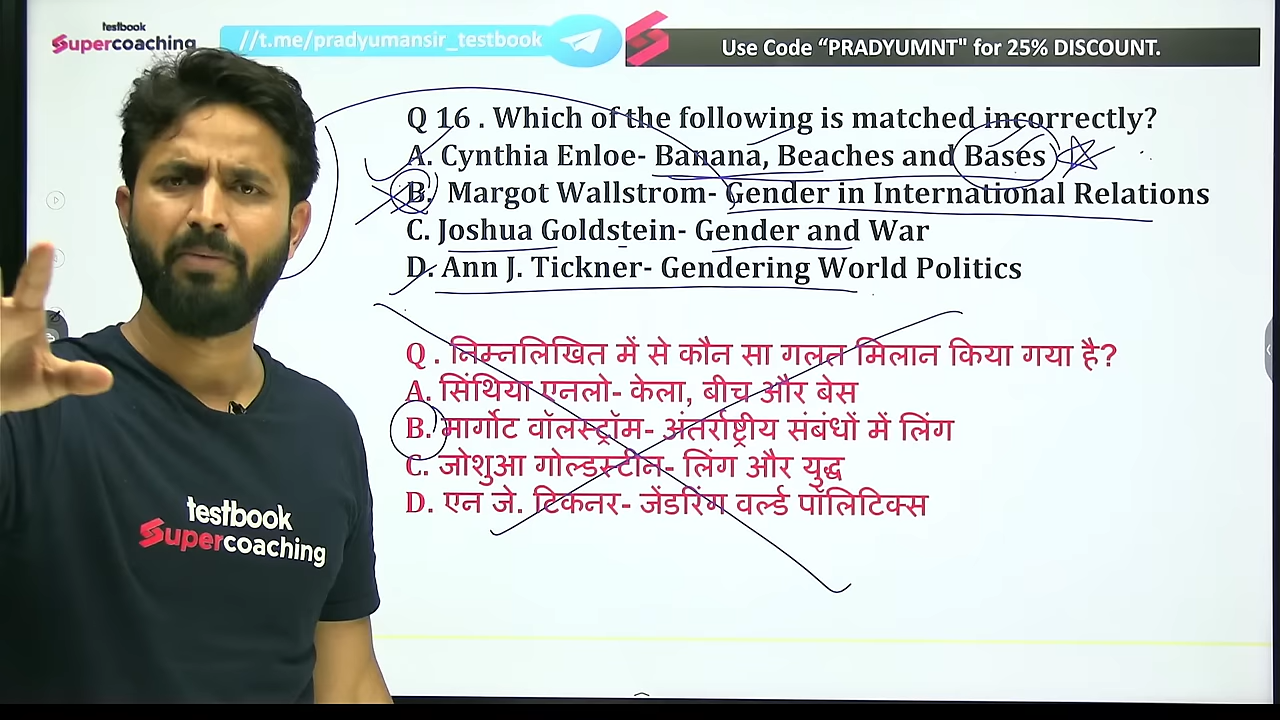 testbook
Supercoaching
//t.me/pradyumansir_testbook
Use Code “PRADYUMNT" for 25% DISCOUNT.
Q 16 . Which of the following is matched incorrectly?
A. Cynthia Enloe- Banana, Beaches and Bases
B. Margot Wallstrom- Gender in International Relations
C. Joshua Goldstein- Gender and War
D. Ann J. Tickner- Gendering World Politics
Q . निम्नलिखित में से कौन सा गलत मिलान किया गया है?
A. सिंथिया एनलो- केला, बीच और बेस
B. मार्गोट वॉलस्ट्रॉम- अंतर्राष्ट्रीय संबंधों में लिंग
C. जोशुआ गोल्डस्टीन- लिंग और युद्ध
D. एन जे. टिकनर- जेंडरिंग वर्ल्ड पॉलिटिक्स
testbook
Supercoaching